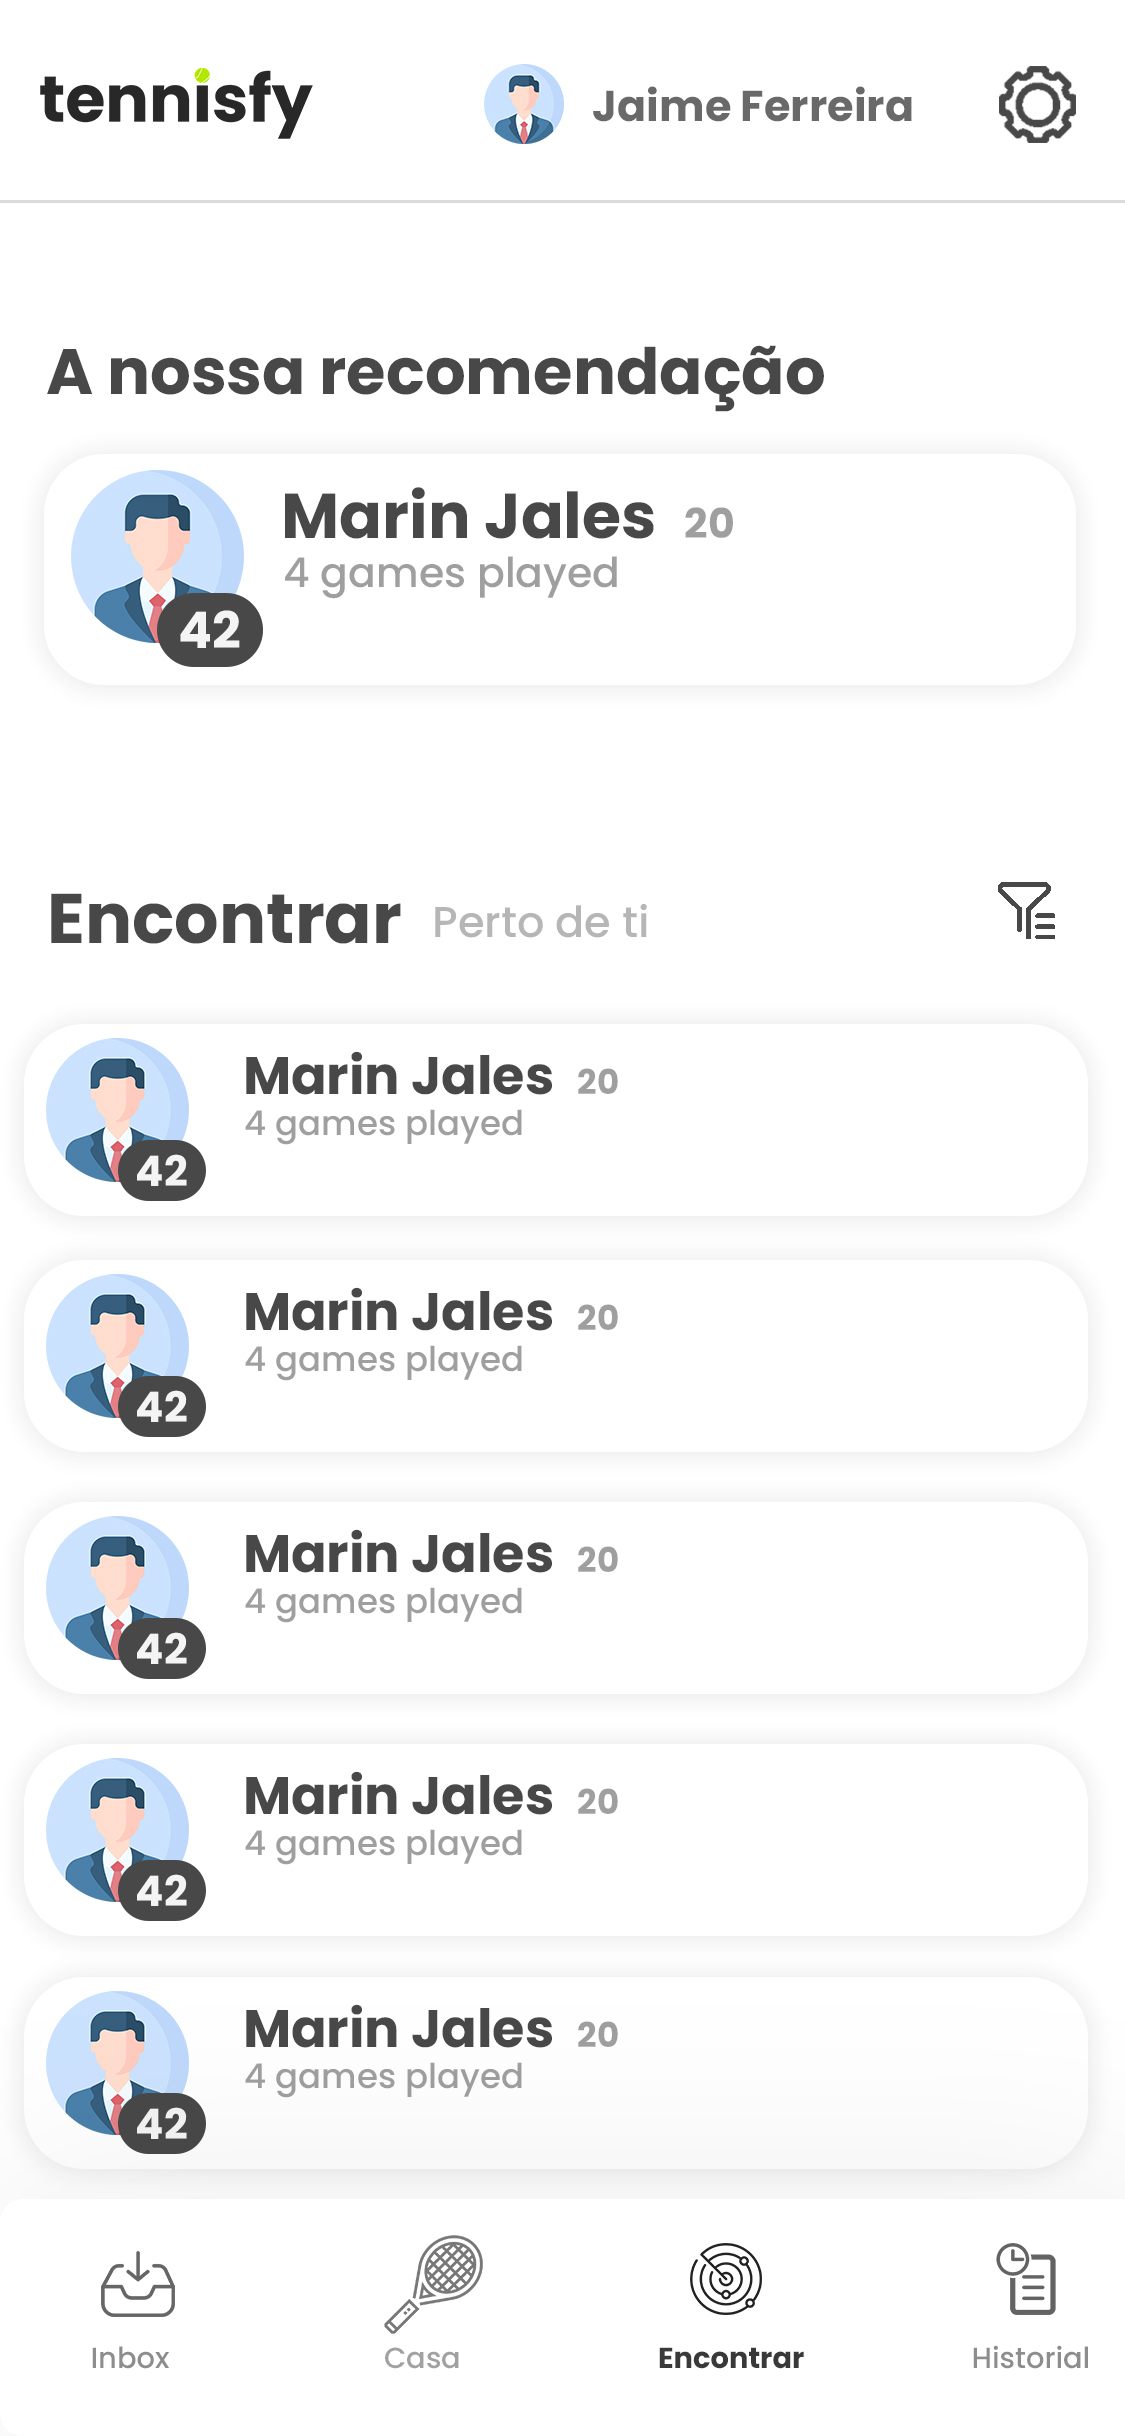 tennisfy
Jaime Ferreira
A nossa recomendação
Marin Jales 20
4 games played
42
Encontrar Perto de ti
Marin Jales 20
4 games played
42
Marin Jales 20
4 games played
42
Marin Jales 20
4 games played
42
Marin Jales 20
4 games played
42
Marin Jales 20
4 games played
42
Inbox
Casa
Encontrar
Historial